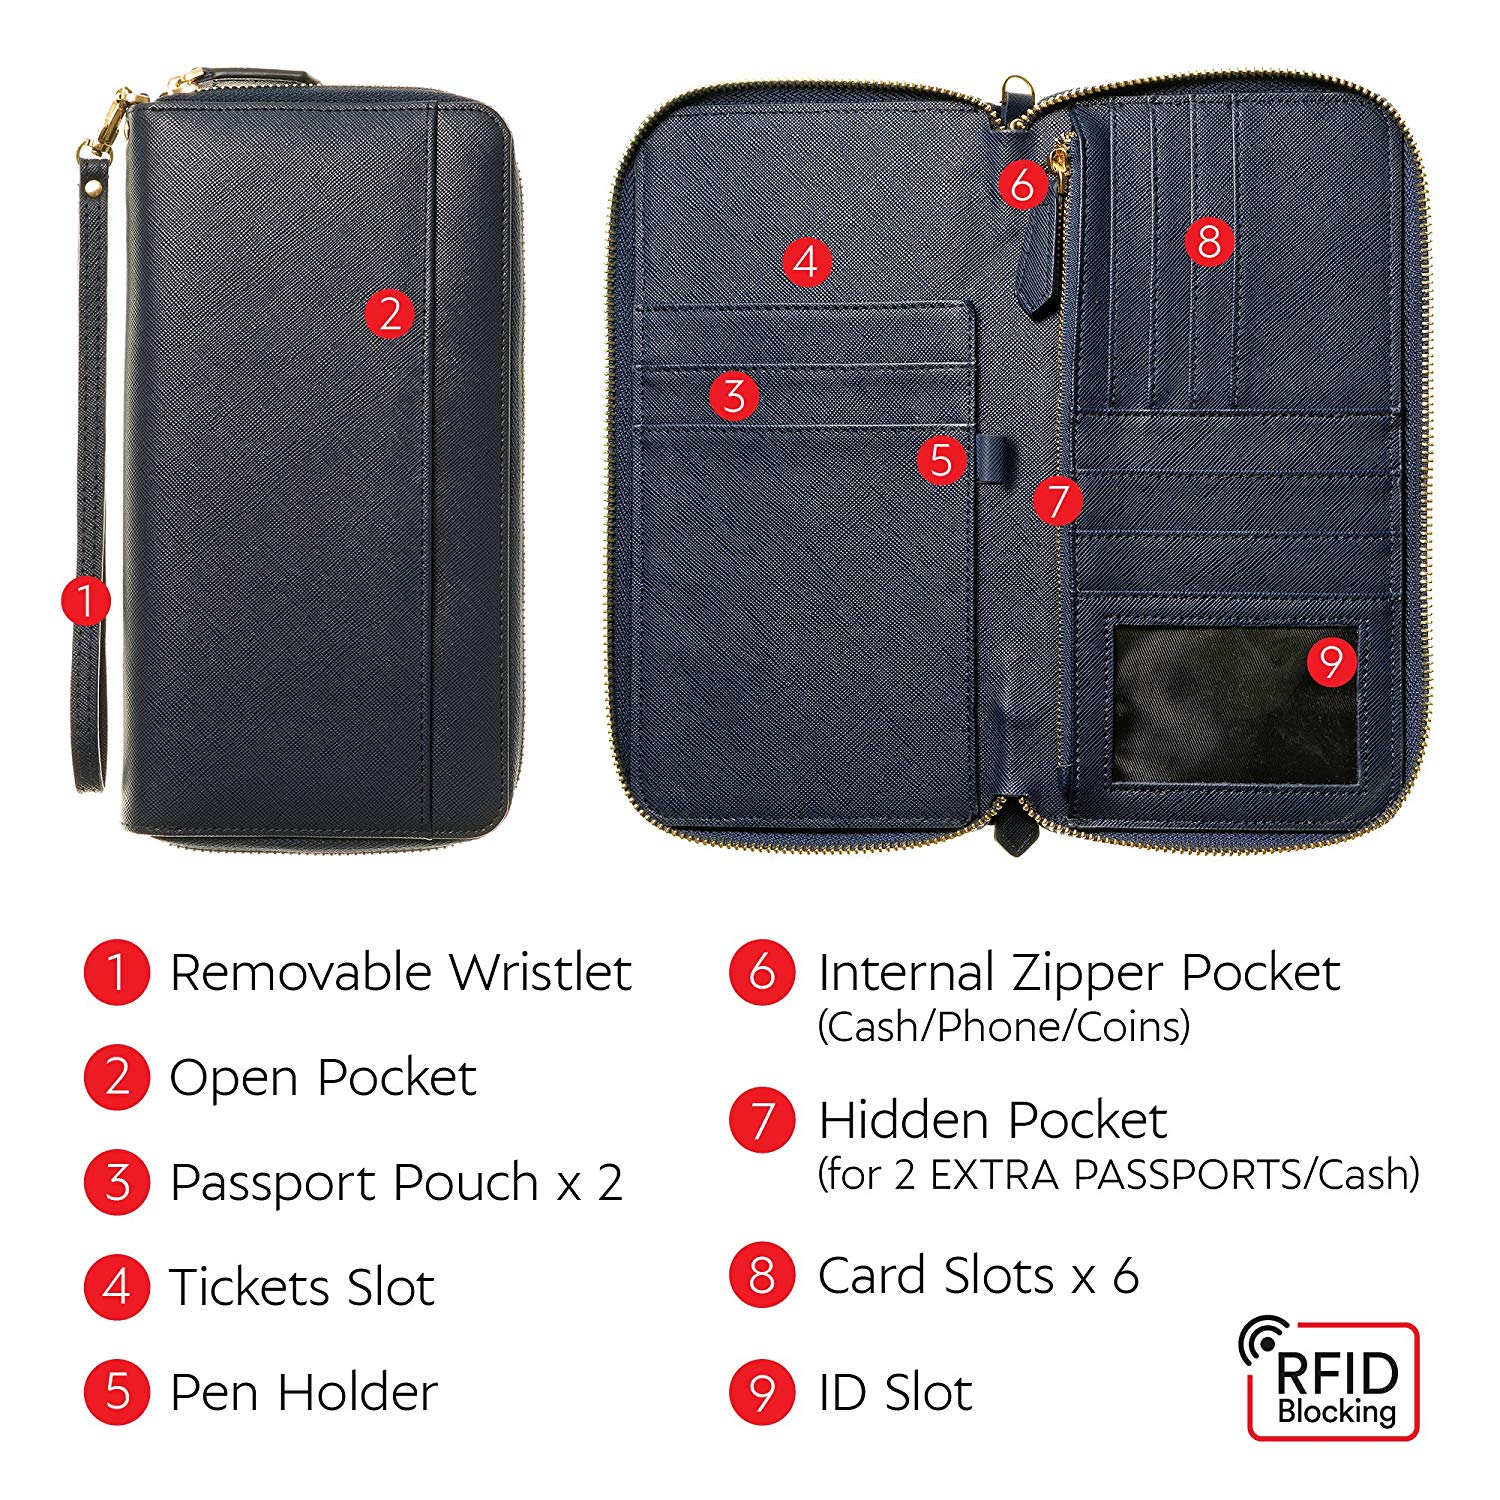 1
2
3
4
5
6
7
8
9
1 Removable Wristlet
2 Open Pocket
3 Passport Pouch x 2
4 Tickets Slot
5 Pen Holder
6 Internal Zipper Pocket
(Cash/Phone/Coins)
7 Hidden Pocket
(for 2 EXTRA PASSPORTS/Cash)
8 Card Slots x 6
9 ID Slot
RFID
Blocking